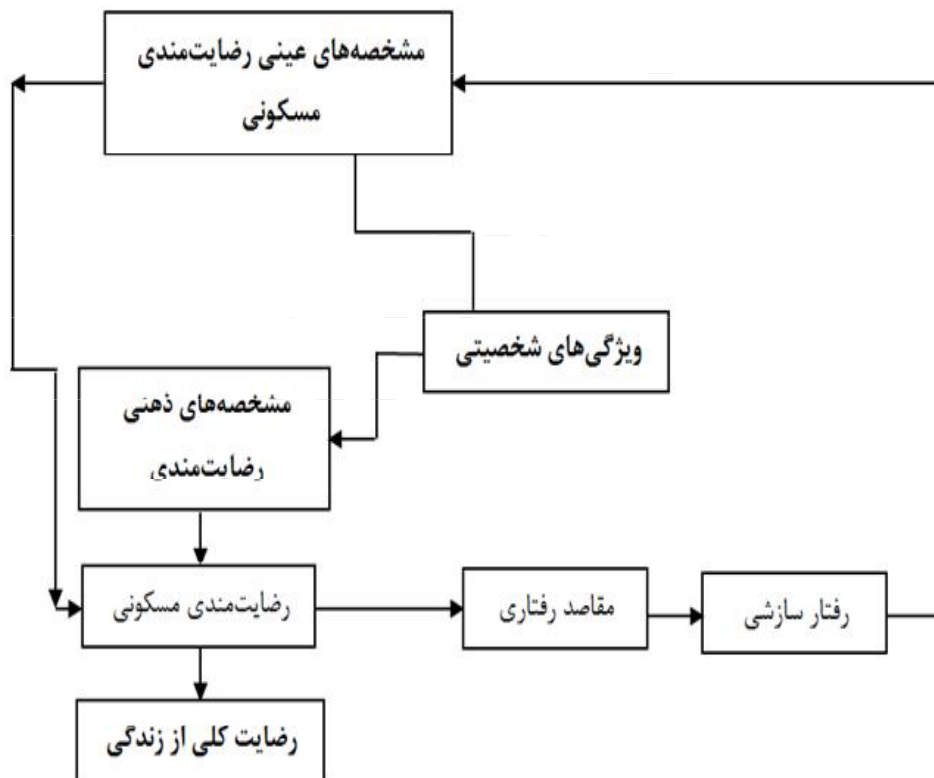 مشخصه‌های عینی رضایت‌مندی
مسکونی
ویژگی‌های شخصیتی
مشخصه‌های ذهنی
رضایت‌مندی
رضایت‌مندی مسکونی
مقاصد رفتاری
رفتار سازشی
رضایت کلی از زندگی